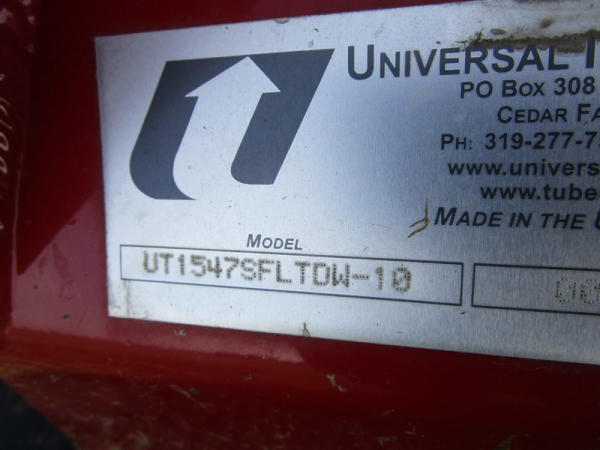 UNIVERSAL
PO BOX 308
CEDAR
PH: 319-277-7
www.univers
www.tube
MADE IN THE
MODEL
UT1547SFLTDW-10
00